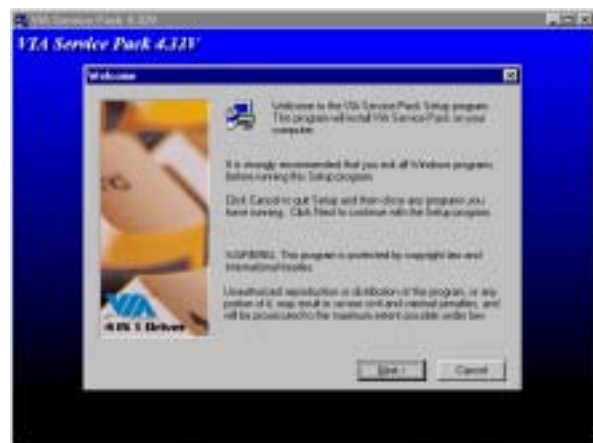 VIA Service Pack 4.33V
VIA Service Pack 4.33V
Welcome
Welcome to the VIA Service Pack Setup program.
This program will install VIA Service Pack on your
computer.
It is strongly recommended that you exit all Windows programs
before running this Setup program.
Click Cancel to quit Setup and then close any programs you
have running. Click Next to continue with the Setup program.
WARNING: This program is protected by copyright law and
international treaties.
Unauthorized reproduction or distribution of this program, or any
portion of it, may result in severe civil and criminal penalties, and
will be prosecuted to the maximum extent possible under law.
VIA
4 IN 1 Driver
Next >
Cancel